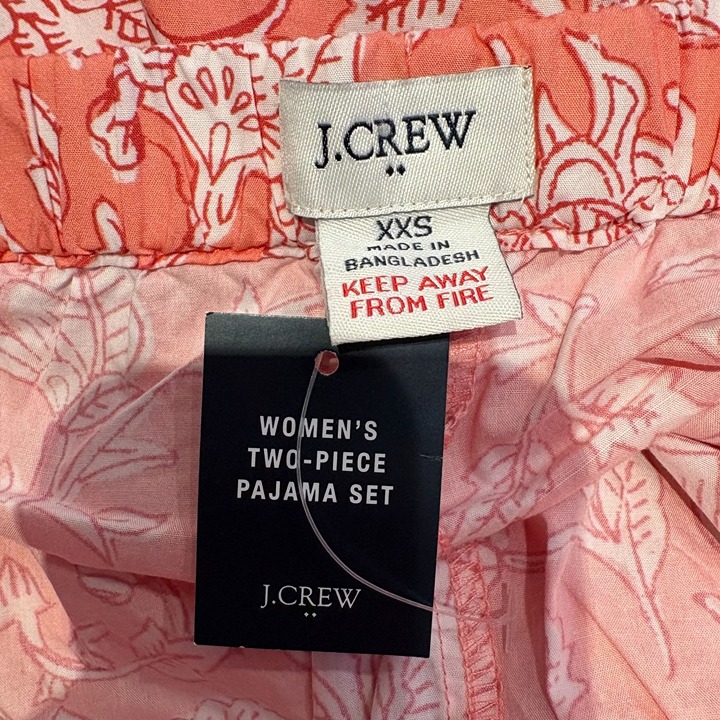 J.CREW
XXS
MADE IN
BANGLADESH
KEEP AWAY
FROM FIRE
WOMEN'S
TWO-PIECE
PAJAMA SET
J.CREW